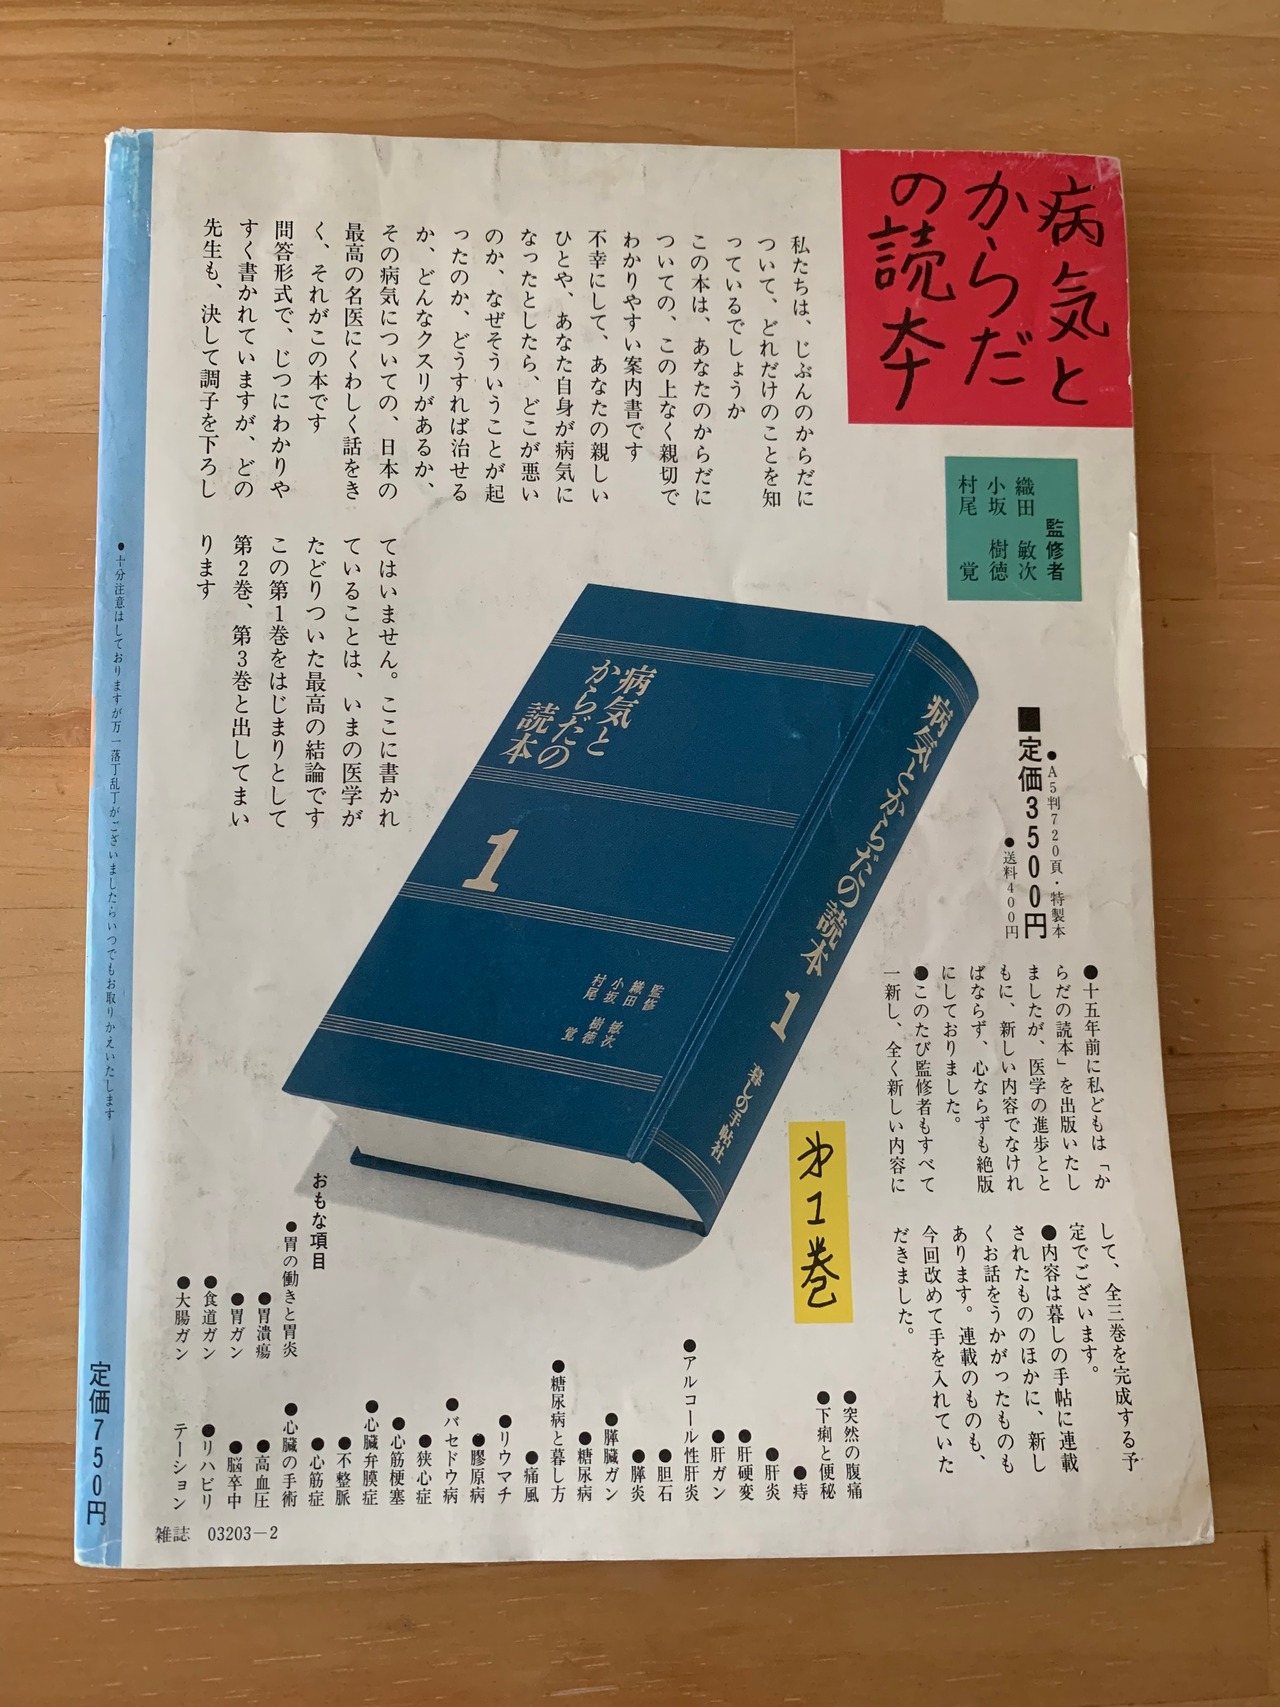 病気と
からだ
の読本
監修者
織田 敏次
小坂 樹徳
村尾 覚
私たちは、じぶんのからだに
ついて、どれだけのことを知
っているでしょうか
この本は、あなたのからだに
ついての、この上なく親切で
わかりやすい案内書です
不幸にして、あなたの親しい
ひとや、あなた自身が病気に
なったとしたら、どこが悪い
のか、なぜそういうことが起
ったのか、どうすれば治せる
か、どんなクスリがあるか、
その病気についての、日本の
最高の名医にくわしく話をき
く、それがこの本です
問答形式で、じつにわかりや
すく書かれていますが、どの
先生も、決して調子を下ろし
てはいません。ここに書かれ
ていることは、いまの医学が
たどりついた最高の結論です
この第1巻をはじまりとして
第2巻、第3巻と出してまい
ります
●A5判720頁・特製本
■定価3500円
●送料400円
病気と
からだの
読本
1
監修
織田 敏次
小坂 樹徳
村尾 覚
病気とからだの読本 1 暮しの手帖社
●十五年前に私どもは「か
らだの読本」を出版いたし
ましたが、医学の進歩とと
もに、新しい内容でなけれ
ばならず、心ならずも絶版
にしておりました。
●このたび監修者もすべて
一新し、全く新しい内容に
して、全三巻を完成する予
定でございます。
●内容は暮しの手帖に連載
されたもののほかに、新し
くお話をうかがったものも
あります。連載のものも、
今回改めて手を入れていた
だきました。
第1巻
おもな項目
●胃の働きと胃炎
●胃潰瘍
●胃ガン
●食道ガン
●大腸ガン
●突然の腹痛
●下痢と便秘
●痔
●肝炎
●肝硬変
●肝ガン
●アルコール性肝炎
●胆石
●膵炎
●膵臓ガン
●糖尿病
●糖尿病と暮し方
●痛風
●リウマチ
●膠原病
●バセドウ病
●狭心症
●心筋梗塞
●心臓弁膜症
●不整脈
●心筋症
●心臓の手術
●高血圧
●脳卒中
●リハビリ
テーション
雑誌 03203-2
●十分注意はしておりますが万一落丁乱丁がございましたらいつでもお取りかえいたします
定価750円